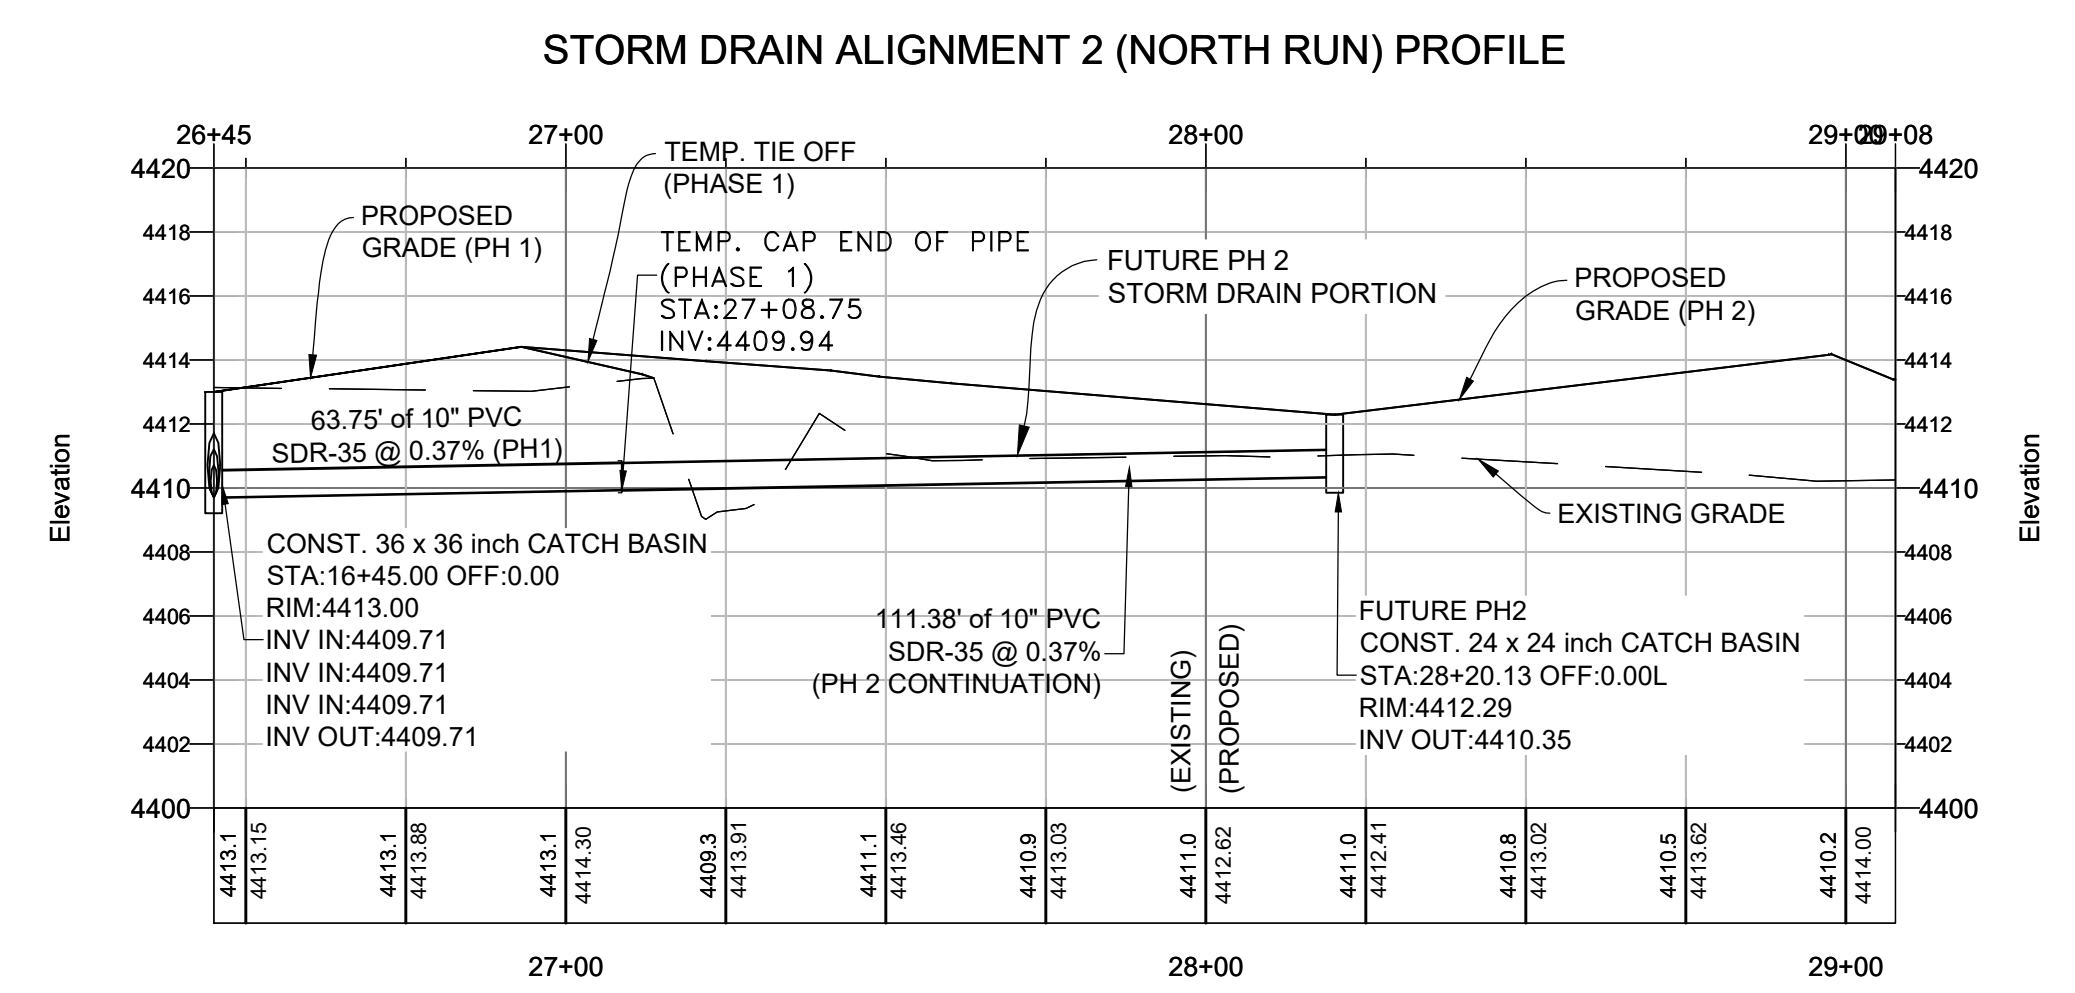 STORM DRAIN ALIGNMENT 2 (NORTH RUN) PROFILE
26+45
27+00
28+00
29+00
29+08
TEMP. TIE OFF
(PHASE 1)
4420
4420
PROPOSED
GRADE (PH 1)
4418
4418
TEMP. CAP END OF PIPE
(PHASE 1)
STA:27+08.75
INV:4409.94
FUTURE PH 2
STORM DRAIN PORTION
PROPOSED
GRADE (PH 2)
4416
4416
4414
4414
63.75' of 10" PVC
SDR-35 @ 0.37% (PH1)
4412
4412
Elevation
Elevation
4410
4410
EXISTING GRADE
CONST. 36 x 36 inch CATCH BASIN
STA:16+45.00 OFF:0.00
RIM:4413.00
INV IN:4409.71
INV IN:4409.71
INV IN:4409.71
INV OUT:4409.71
4408
4408
4406
4406
111.38' of 10" PVC
SDR-35 @ 0.37%
(PH 2 CONTINUATION)
(EXISTING)
(PROPOSED)
FUTURE PH2
CONST. 24 x 24 inch CATCH BASIN
STA:28+20.13 OFF:0.00L
RIM:4412.29
INV OUT:4410.35
4404
4404
4402
4402
4400
4400
4413.1
4413.15
4413.1
4413.88
4413.1
4414.30
4409.3
4413.91
4411.1
4413.46
4410.9
4413.03
4411.0
4412.62
4411.0
4412.41
4410.8
4413.02
4410.5
4413.62
4410.2
4414.00
27+00
28+00
29+00